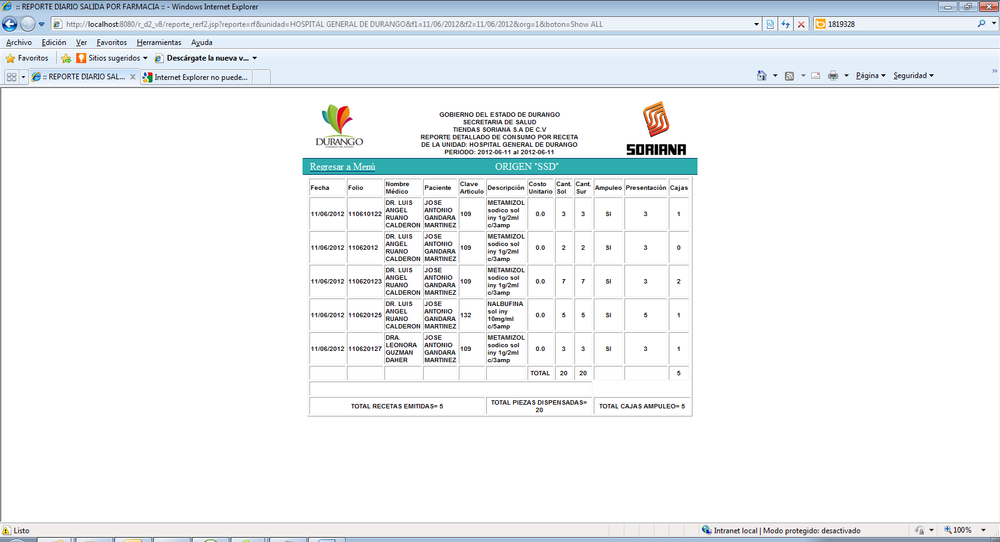 :: REPORTE DIARIO SALIDA POR FARMACIA :: - Windows Internet Explorer
http://localhost:8080/r_d2_v8/reporte_rerf2.jsp?reporte=rf&unidad=HOSPITAL GENERAL DE DURANGO&f1=11/06/2012&f2=11/06/2012&org=1&boton=Show ALL
1819328
Archivo Edición Ver Favoritos Herramientas Ayuda
Favoritos Sitios sugeridos Descárgate la nueva v...
:: REPORTE DIARIO SAL... Internet Explorer no puede... Página Seguridad
DURANGO
GOBIERNO DEL ESTADO
GOBIERNO DEL ESTADO DE DURANGO
SECRETARIA DE SALUD
TIENDAS SORIANA S.A DE C.V
REPORTE DETALLADO DE CONSUMO POR RECETA
DE LA UNIDAD: HOSPITAL GENERAL DE DURANGO
PERIODO: 2012-06-11 al 2012-06-11
SORIANA
Regresar a Menú ORIGEN "SSD"
Fecha Folio Nombre Médico Paciente Clave Articulo Descripción Costo Unitario Cant. Sol Cant. Sur Ampuleo Presentación Cajas
11/06/2012 110610122 DR. LUIS ANGEL RUANO CALDERON JOSE ANTONIO GANDARA MARTINEZ 109 METAMIZOL sodico sol iny 1g/2ml c/3amp 0.0 3 3 SI 3 1
11/06/2012 11062012 DR. LUIS ANGEL RUANO CALDERON JOSE ANTONIO GANDARA MARTINEZ 109 METAMIZOL sodico sol iny 1g/2ml c/3amp 0.0 2 2 SI 3 0
11/06/2012 110620123 DR. LUIS ANGEL RUANO CALDERON JOSE ANTONIO GANDARA MARTINEZ 109 METAMIZOL sodico sol iny 1g/2ml c/3amp 0.0 7 7 SI 3 2
11/06/2012 110620125 DR. LUIS ANGEL RUANO CALDERON JOSE ANTONIO GANDARA MARTINEZ 132 NALBUFINA sol iny 10mg/ml c/5amp 0.0 5 5 SI 5 1
11/06/2012 110620127 DRA. LEONORA GUZMAN DAHER JOSE ANTONIO GANDARA MARTINEZ 109 METAMIZOL sodico sol iny 1g/2ml c/3amp 0.0 3 3 SI 3 1
TOTAL 20 20 5
TOTAL RECETAS EMITIDAS= 5 TOTAL PIEZAS DISPENSADAS= 20 TOTAL CAJAS AMPULEO= 5
Listo Intranet local | Modo protegido: desactivado 100%